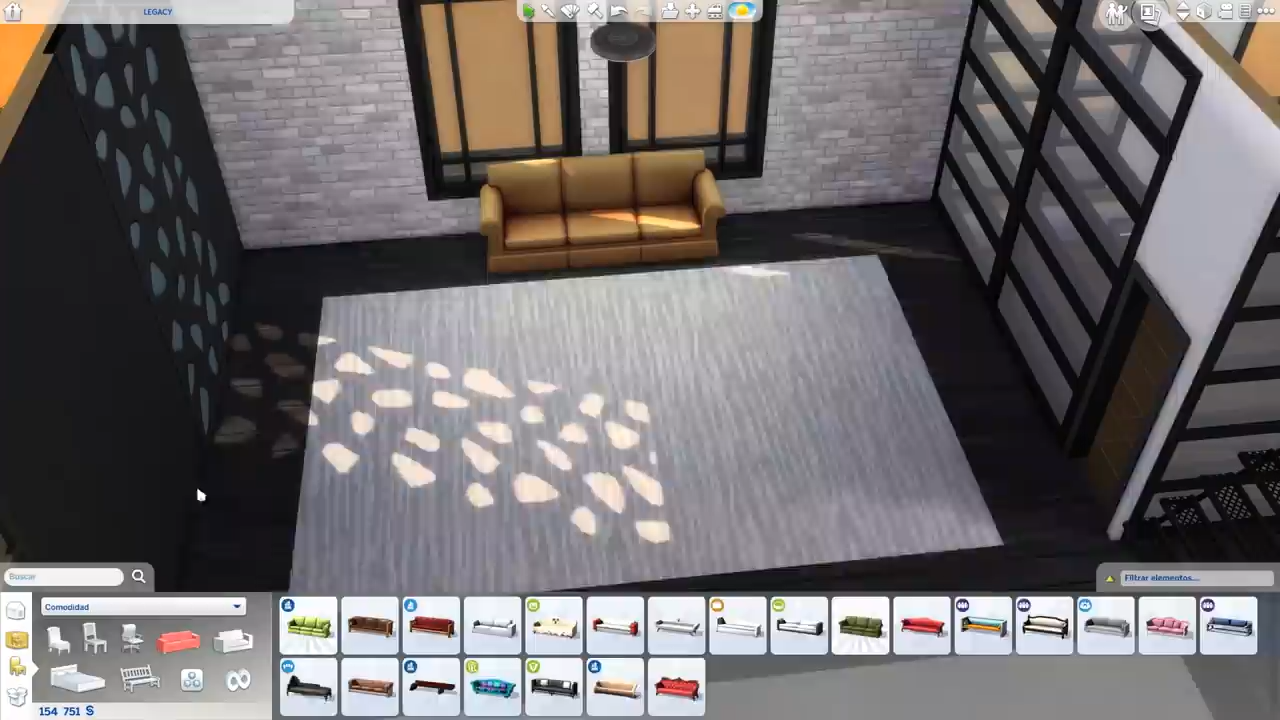 LEGACY
Buscar
Filtrar elementos...
Comodidad
154 751 $